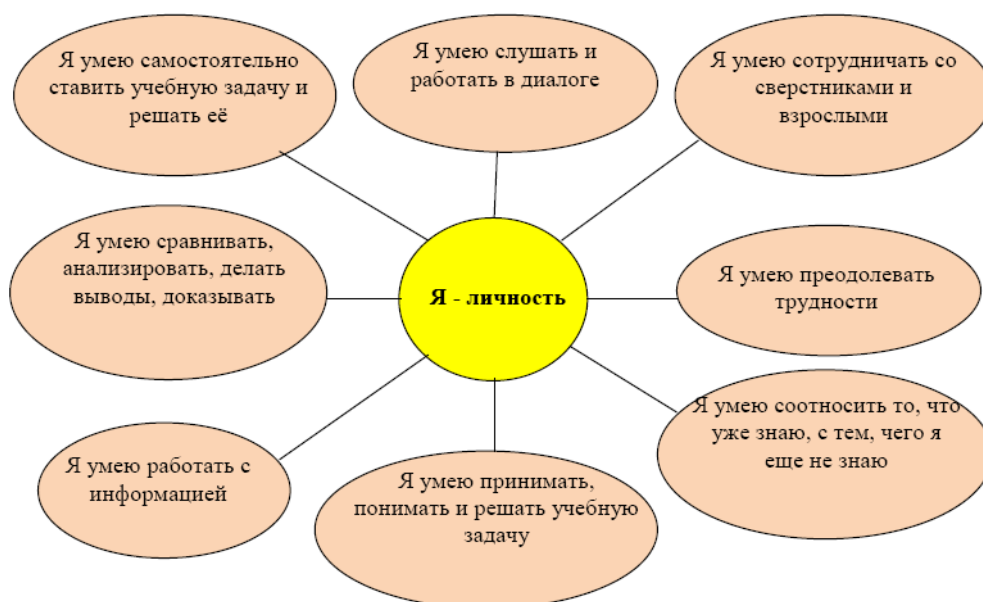 Я умею самостоятельно
ставить учебную задачу и
решать её
Я умею слушать и
работать в диалоге
Я умею сотрудничать со
сверстниками и
взрослыми
Я умею сравнивать,
анализировать, делать
выводы, доказывать
Я - личность
Я умею преодолевать
трудности
Я умею работать с
информацией
Я умею принимать,
понимать и решать учебную
задачу
Я умею соотносить то, что
уже знаю, с тем, чего я
еще не знаю